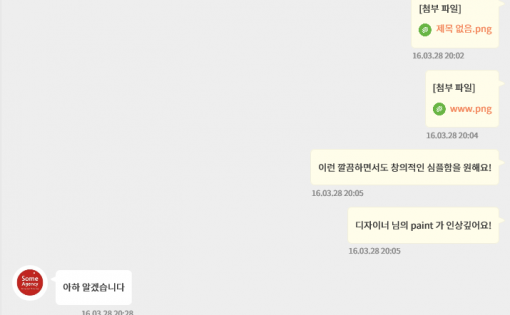 [첨부 파일]
제목 없음.png
16.03.28 20:02
[첨부 파일]
www.png
16.03.28 20:04
이런 깔끔하면서도 창의적인 심플함을 원해요!
16.03.28 20:05
디자이너 님의 paint 가 인상깊어요!
16.03.28 20:05
Some
Agency
아하 알겠습니다
16.03.28 20:28